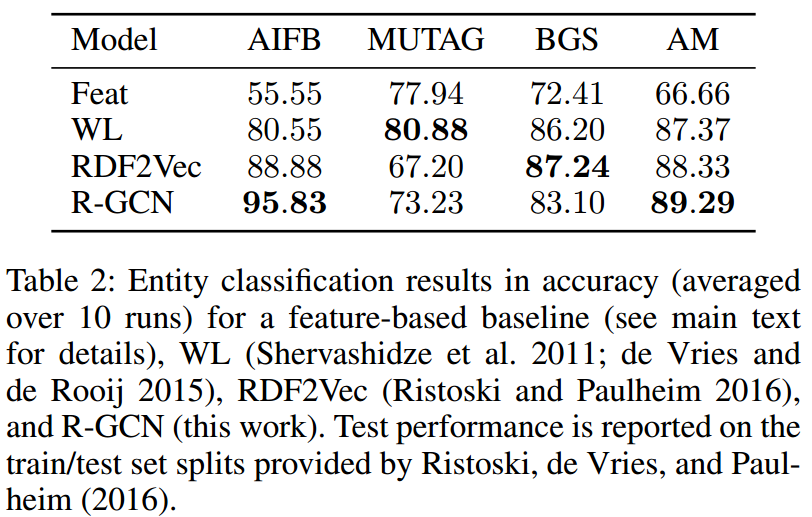 Model AIFB MUTAG BGS AM
Feat 55.55 77.94 72.41 66.66
WL 80.55 80.88 86.20 87.37
RDF2Vec 88.88 67.20 87.24 88.33
R-GCN 95.83 73.23 83.10 89.29
Table 2: Entity classification results in accuracy (averaged
over 10 runs) for a feature-based baseline (see main text
for details), WL (Shervashidze et al. 2011; de Vries and
de Rooij 2015), RDF2Vec (Ristoski and Paulheim 2016),
and R-GCN (this work). Test performance is reported on the
train/test set splits provided by Ristoski, de Vries, and Paul-
heim (2016).